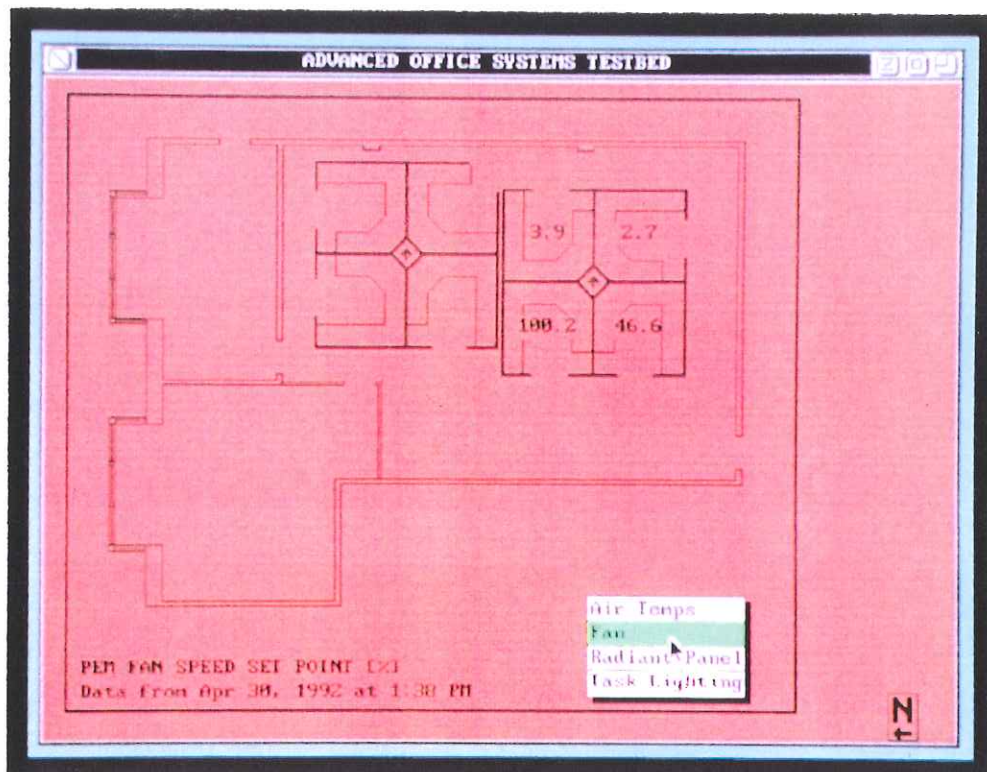 ADVANCED OFFICE SYSTEMS TESTBED
3.9 2.7
100.2 46.6
Air Temps
Fan
Radiant Panel
Task Lighting
PEM FAN SPEED SET POINT [%]
Data from Apr 30, 1992 at 1:38 PM
N